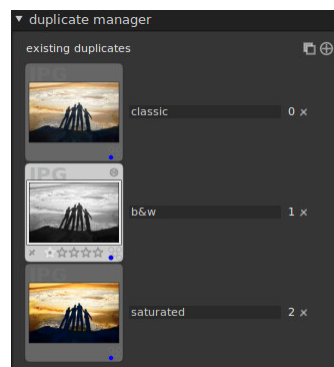 duplicate manager
existing duplicates
JPG
classic 0 ×
JPG
b&w 1 ×
JPG
saturated 2 ×